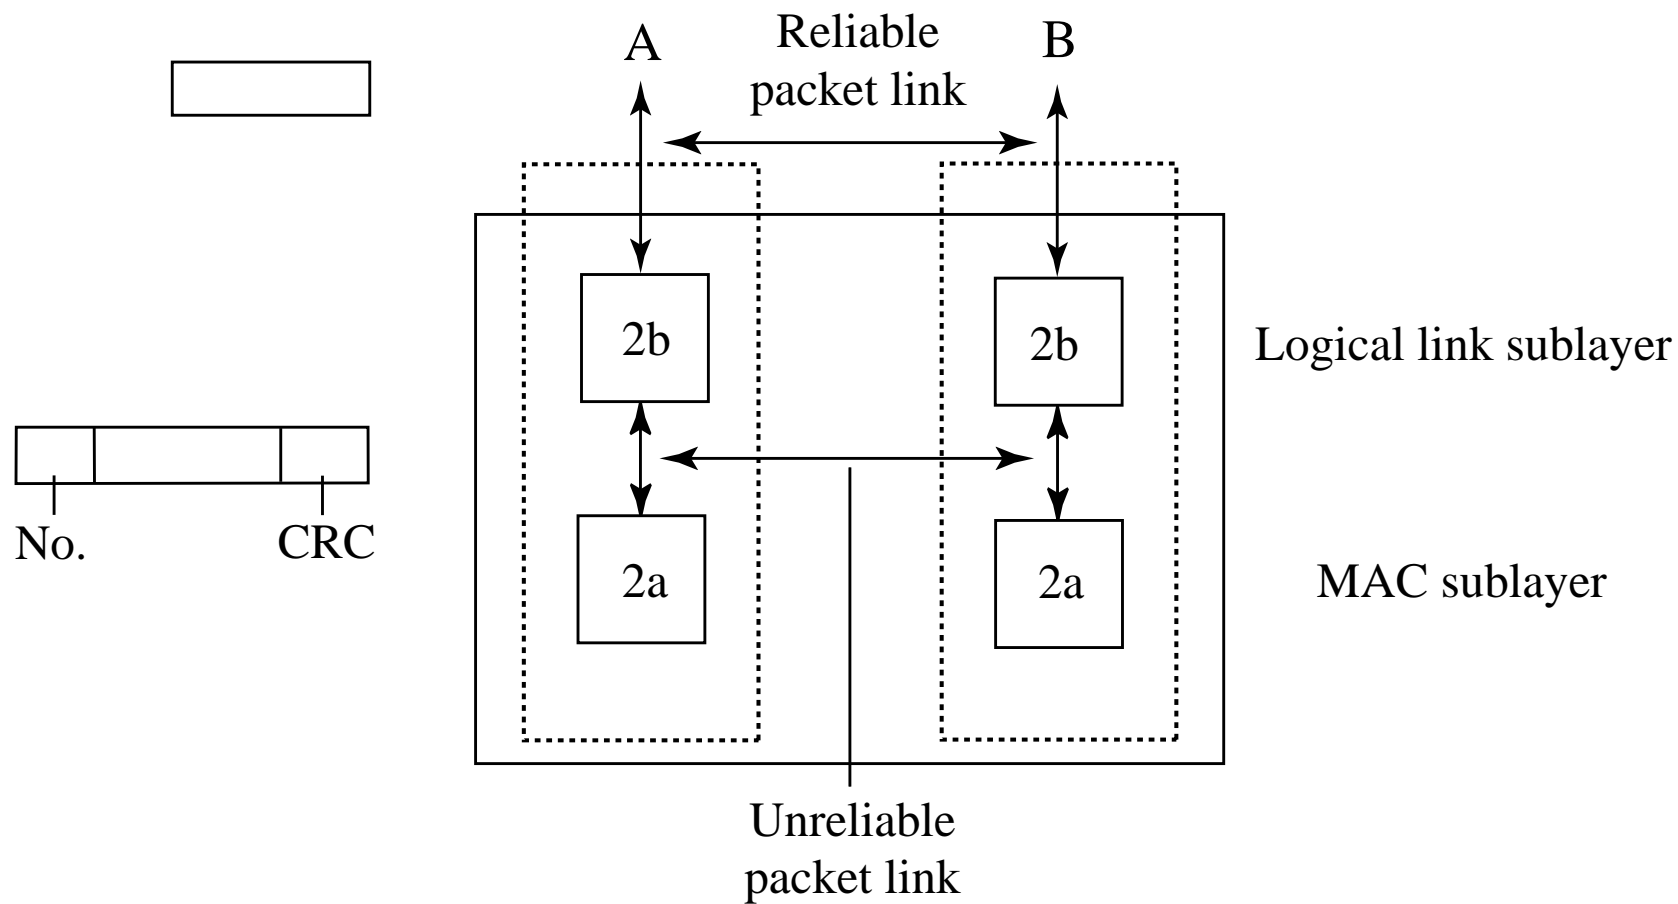 A
Reliable
packet link
B
2b
2b
Logical link sublayer
No.
CRC
2a
2a
MAC sublayer
Unreliable
packet link